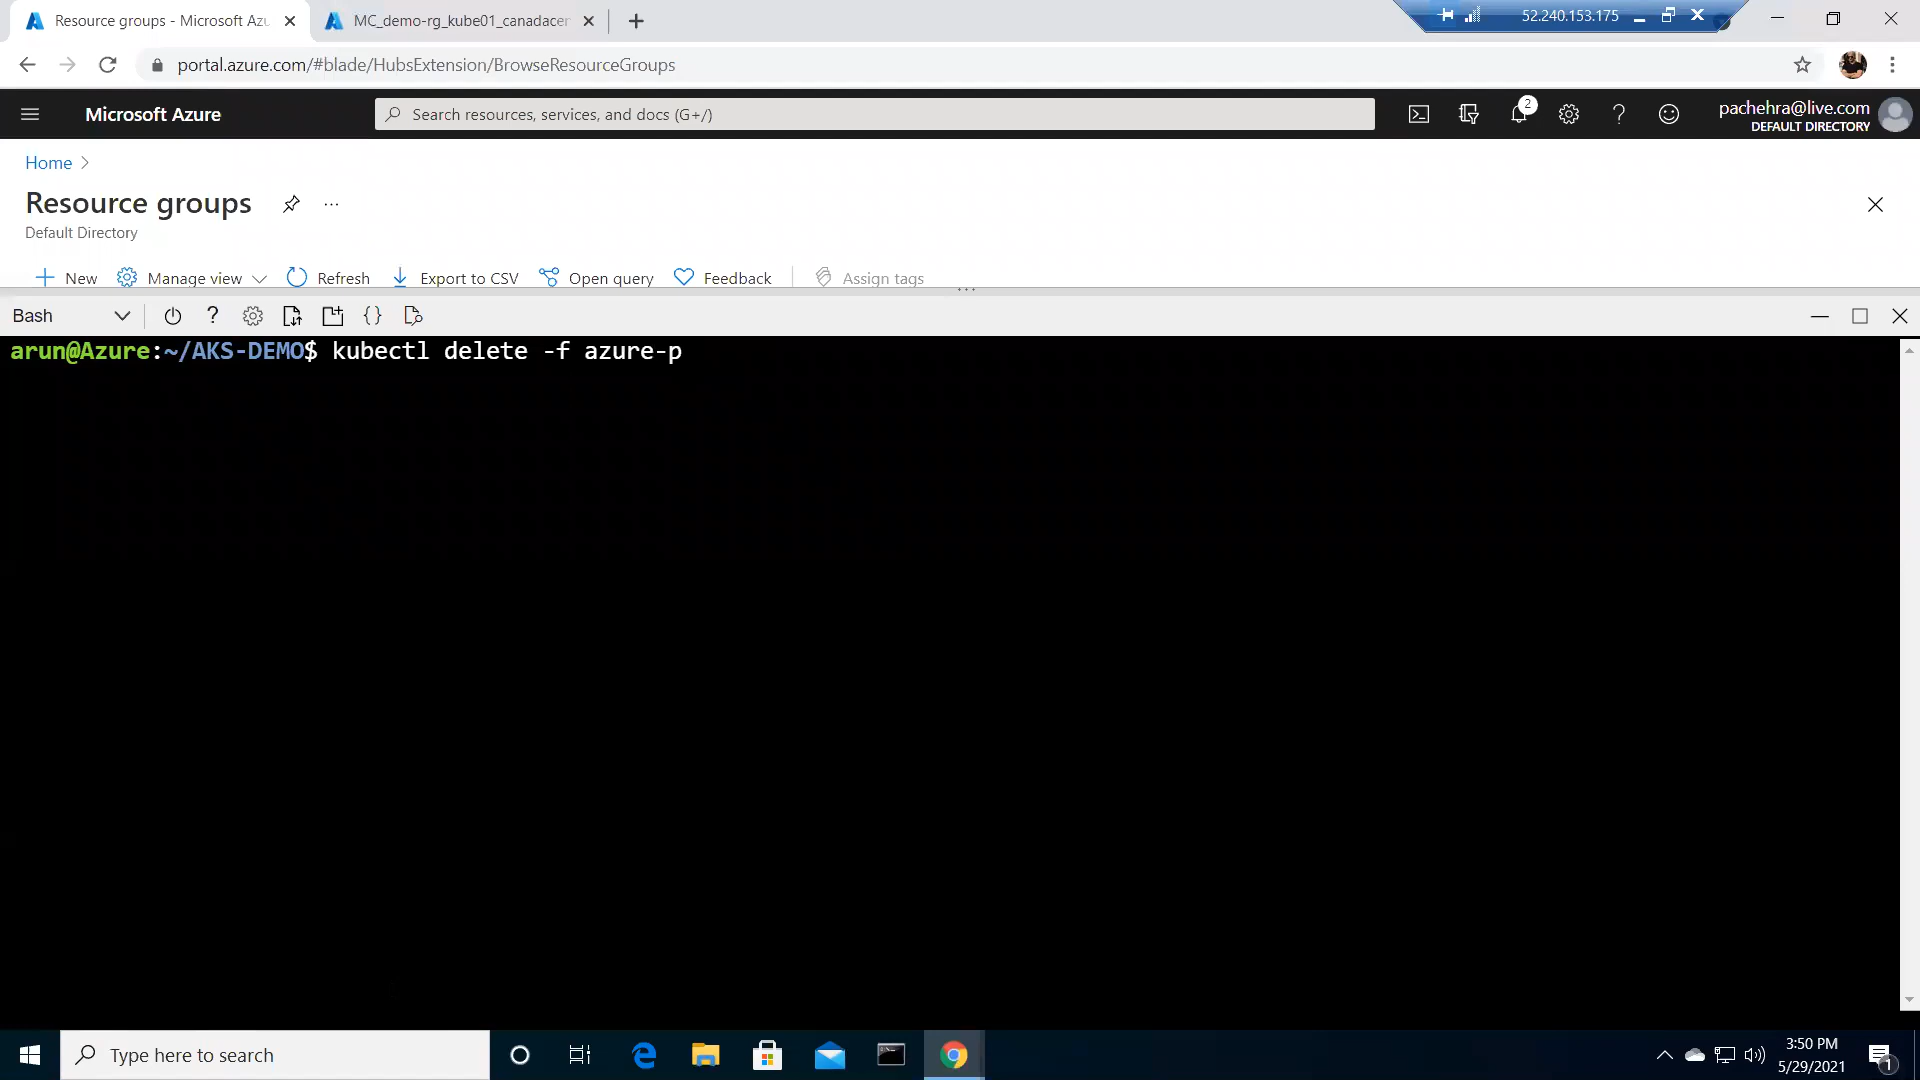 Resource groups - Microsoft Azu
MC_demo-rg_kube01_canadacen
52.240.153.175
portal.azure.com/#blade/HubsExtension/BrowseResourceGroups
Microsoft Azure
Search resources, services, and docs (G+/)
2
pachehra@live.com
DEFAULT DIRECTORY
Home
Resource groups
Default Directory
New
Manage view
Refresh
Export to CSV
Open query
Feedback
Assign tags
Bash
arun@Azure:~/AKS-DEMO$ kubectl delete -f azure-p
Type here to search
3:50 PM
5/29/2021
1